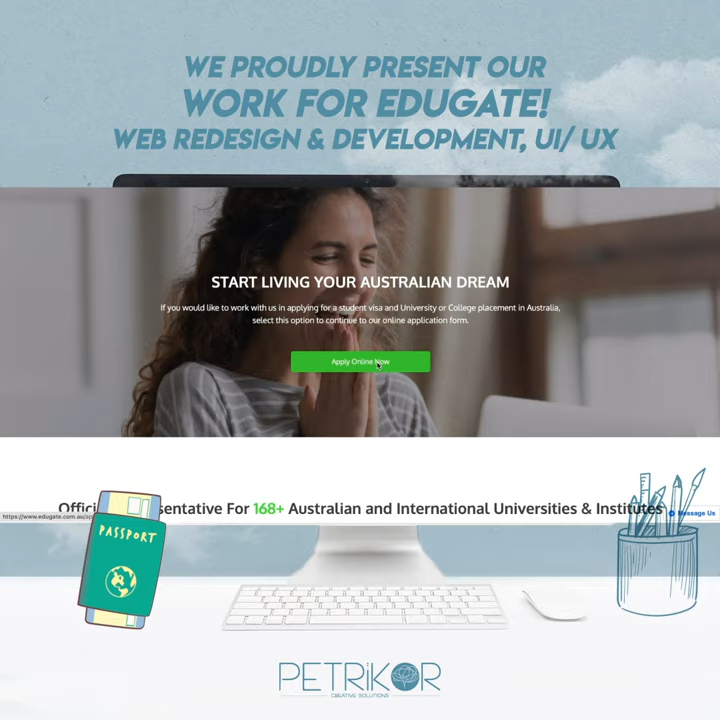 WE PROUDLY PRESENT OUR
WORK FOR EDUGATE!
WEB REDESIGN & DEVELOPMENT, UI/ UX
START LIVING YOUR AUSTRALIAN DREAM
If you would like to work with us in applying for a student visa and University or College placement in Australia,
select this option to continue to our online application form.
Apply Online Now
For 168+ Australian and International Universities & Institutes
https://www.edugate.com.au/
Message Us
PASSPORT
PETRiKOR
CREATIVE SOLUTIONS